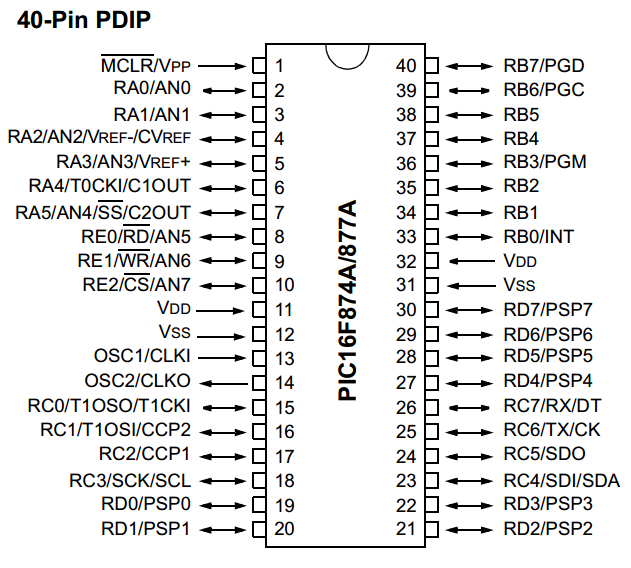 40-Pin PDIP
MCLR/VPP 1 40 RB7/PGD
RA0/AN0 2 39 RB6/PGC
RA1/AN1 3 38 RB5
RA2/AN2/VREF-/CVREF 4 37 RB4
RA3/AN3/VREF+ 5 36 RB3/PGM
RA4/T0CKI/C1OUT 6 35 RB2
RA5/AN4/SS/C2OUT 7 34 RB1
RE0/RD/AN5 8 33 RB0/INT
RE1/WR/AN6 9 32 VDD
RE2/CS/AN7 10 31 VSS
VDD 11 30 RD7/PSP7
VSS 12 29 RD6/PSP6
OSC1/CLKI 13 28 RD5/PSP5
OSC2/CLKO 14 27 RD4/PSP4
RC0/T1OSO/T1CKI 15 26 RC7/RX/DT
RC1/T1OSI/CCP2 16 25 RC6/TX/CK
RC2/CCP1 17 24 RC5/SDO
RC3/SCK/SCL 18 23 RC4/SDI/SDA
RD0/PSP0 19 22 RD3/PSP3
RD1/PSP1 20 21 RD2/PSP2
PIC16F874A/877A